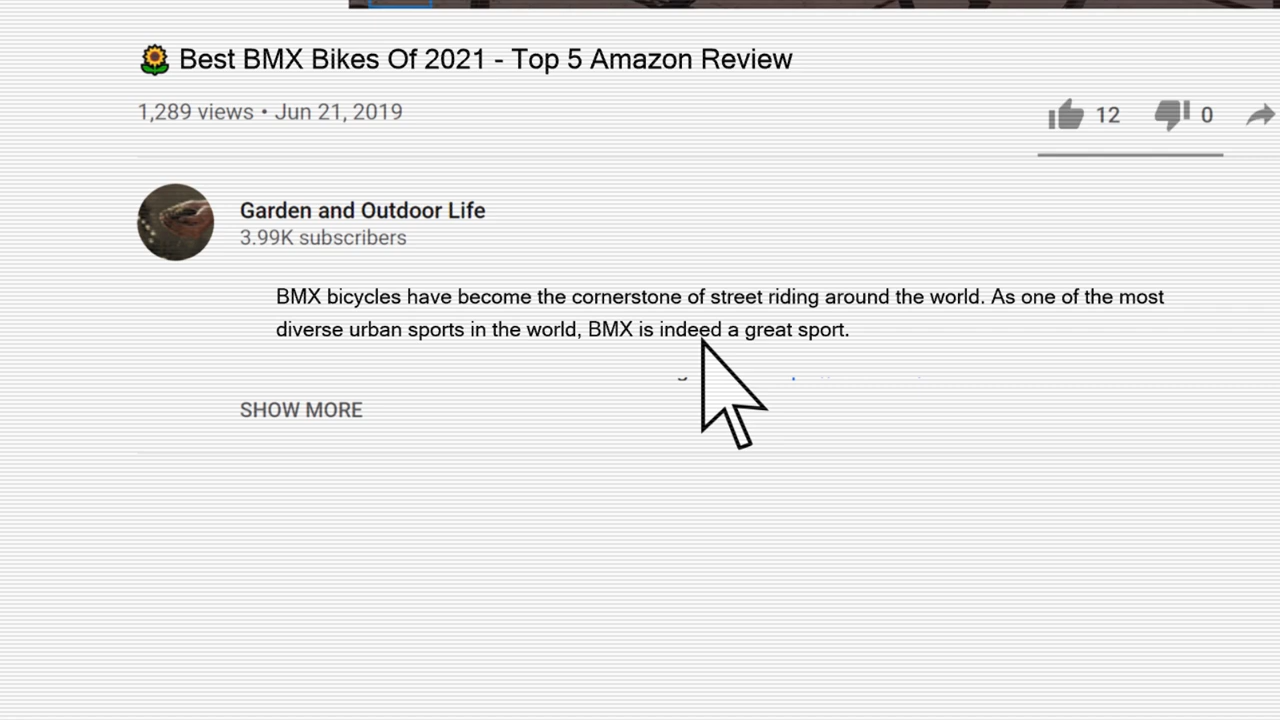 🌻 Best BMX Bikes Of 2021 - Top 5 Amazon Review
1,289 views • Jun 21, 2019
12
0
Garden and Outdoor Life
3.99K subscribers
BMX bicycles have become the cornerstone of street riding around the world. As one of the most
diverse urban sports in the world, BMX is indeed a great sport.
SHOW MORE